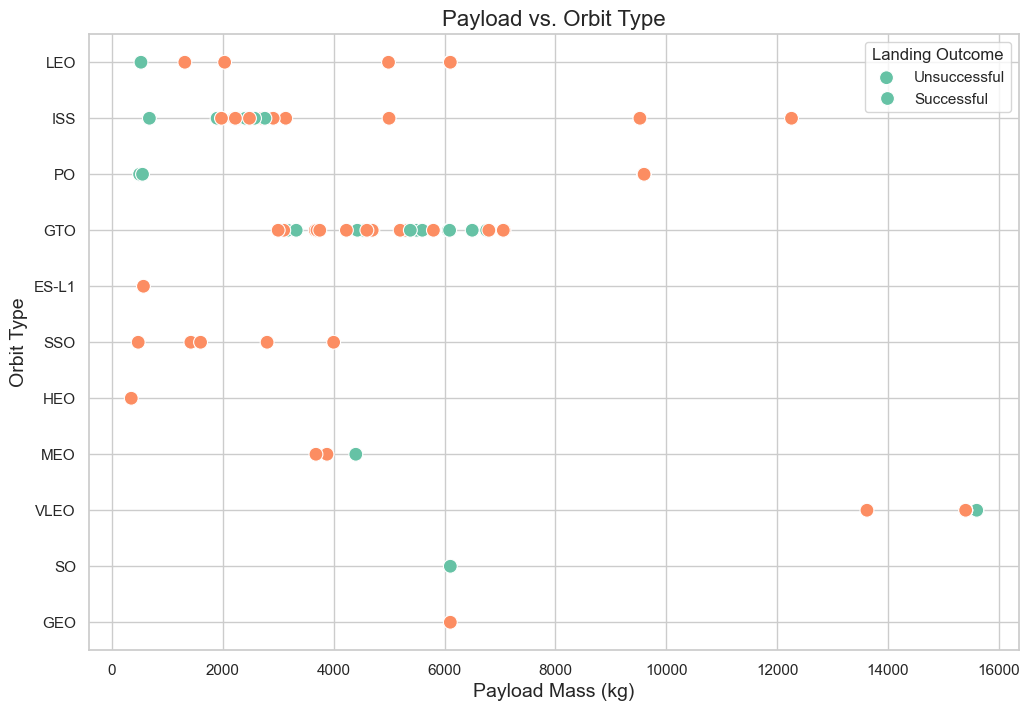 Payload vs. Orbit Type
Landing Outcome
Unsuccessful
Successful
Orbit Type
LEO
ISS
PO
GTO
ES-L1
SSO
HEO
MEO
VLEO
SO
GEO
0 2000 4000 6000 8000 10000 12000 14000 16000
Payload Mass (kg)